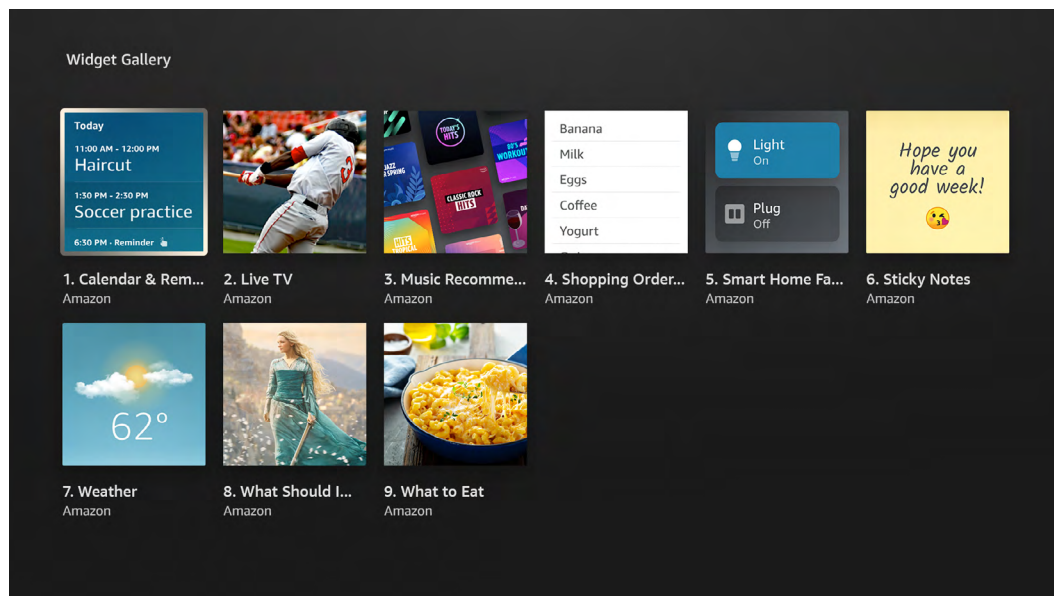 Widget Gallery
Today
11:00 AM - 12:00 PM
Haircut
1:30 PM - 2:30 PM
Soccer practice
6:30 PM · Reminder
1. Calendar & Rem...
Amazon
3
2. Live TV
Amazon
TODAY'S
HITS
JAZZ
80'S
WORKOU
CLASSIC ROCK
HITS
HITS
TROPICAL
3. Music Recomme...
Amazon
Banana
Milk
Eggs
Coffee
Yogurt
4. Shopping Order...
Amazon
Light
On
Plug
Off
5. Smart Home Fa...
Amazon
Hope you
have a
good week!
6. Sticky Notes
Amazon
62°
7. Weather
Amazon
8. What Should I...
Amazon
9. What to Eat
Amazon